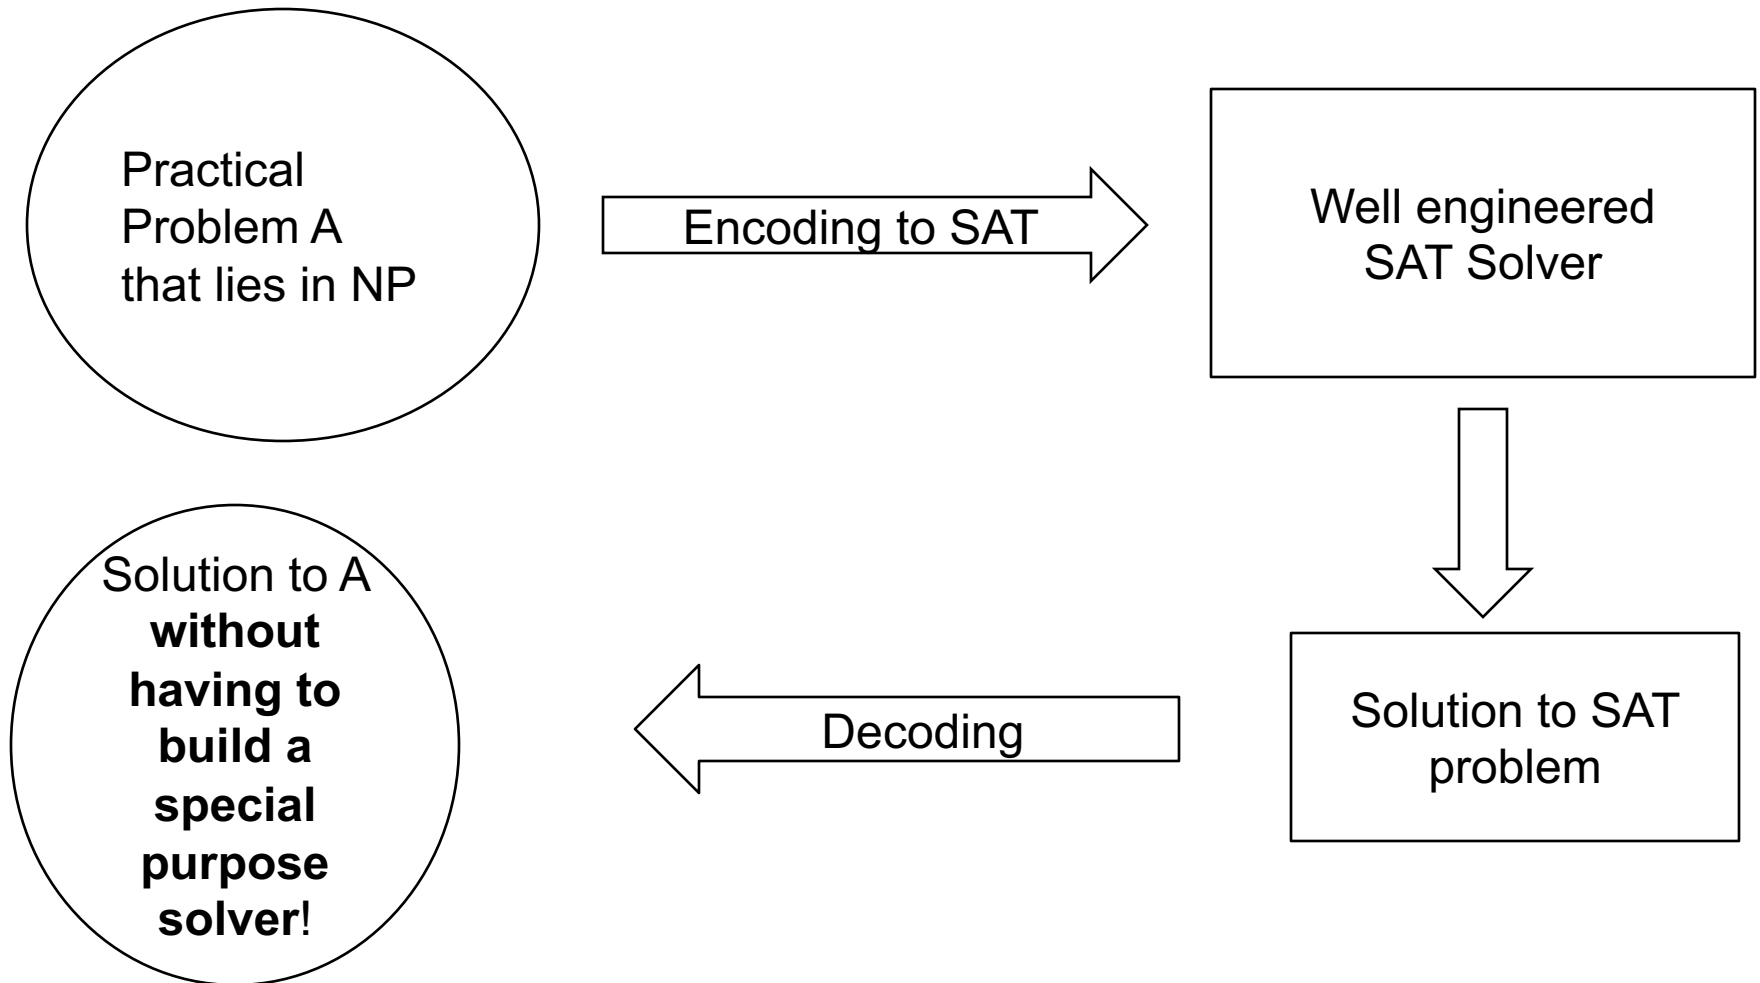 Practical
Problem A
that lies in NP
Encoding to SAT
Well engineered
SAT Solver
Solution to SAT
problem
Decoding
Solution to A
without
having to
build a
special
purpose
solver!